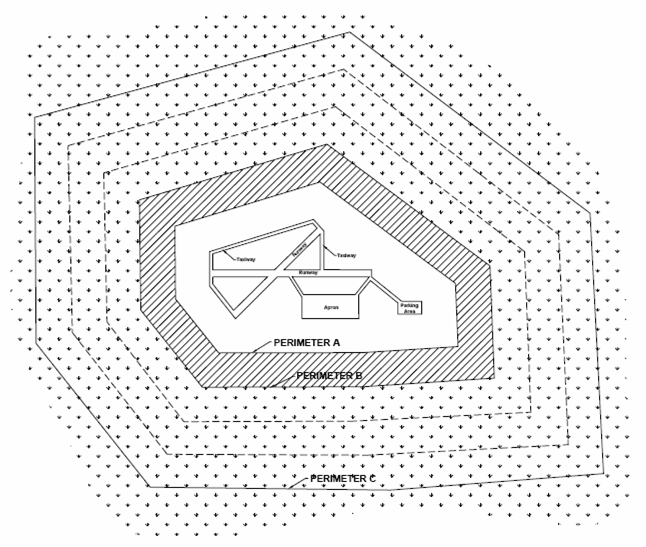 Taxiway
Runway
Taxiway
Runway
Apron
Parking
Area
PERIMETER A
PERIMETER B
PERIMETER C